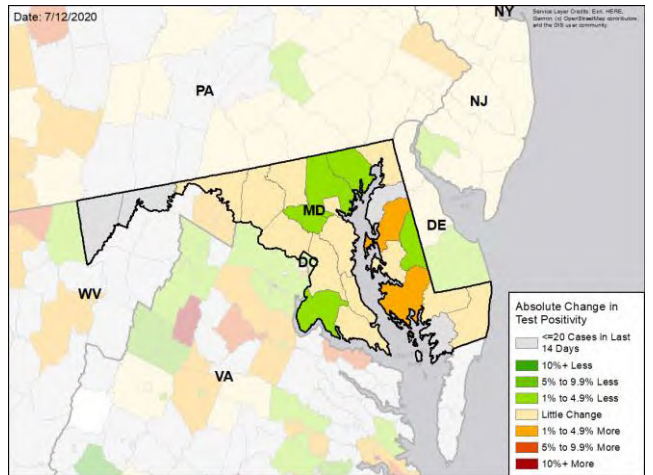 Date: 7/12/2020
NY
Service Layer Credits: Esri, HERE,
Garmin, (c) OpenStreetMap contributors,
and the GIS user community
PA
NJ
MD
DE
DC
WV
VA
Absolute Change in
Test Positivity
<=20 Cases in Last
14 Days
10%+ Less
5% to 9.9% Less
1% to 4.9% Less
Little Change
1% to 4.9% More
5% to 9.9% More
10%+ More